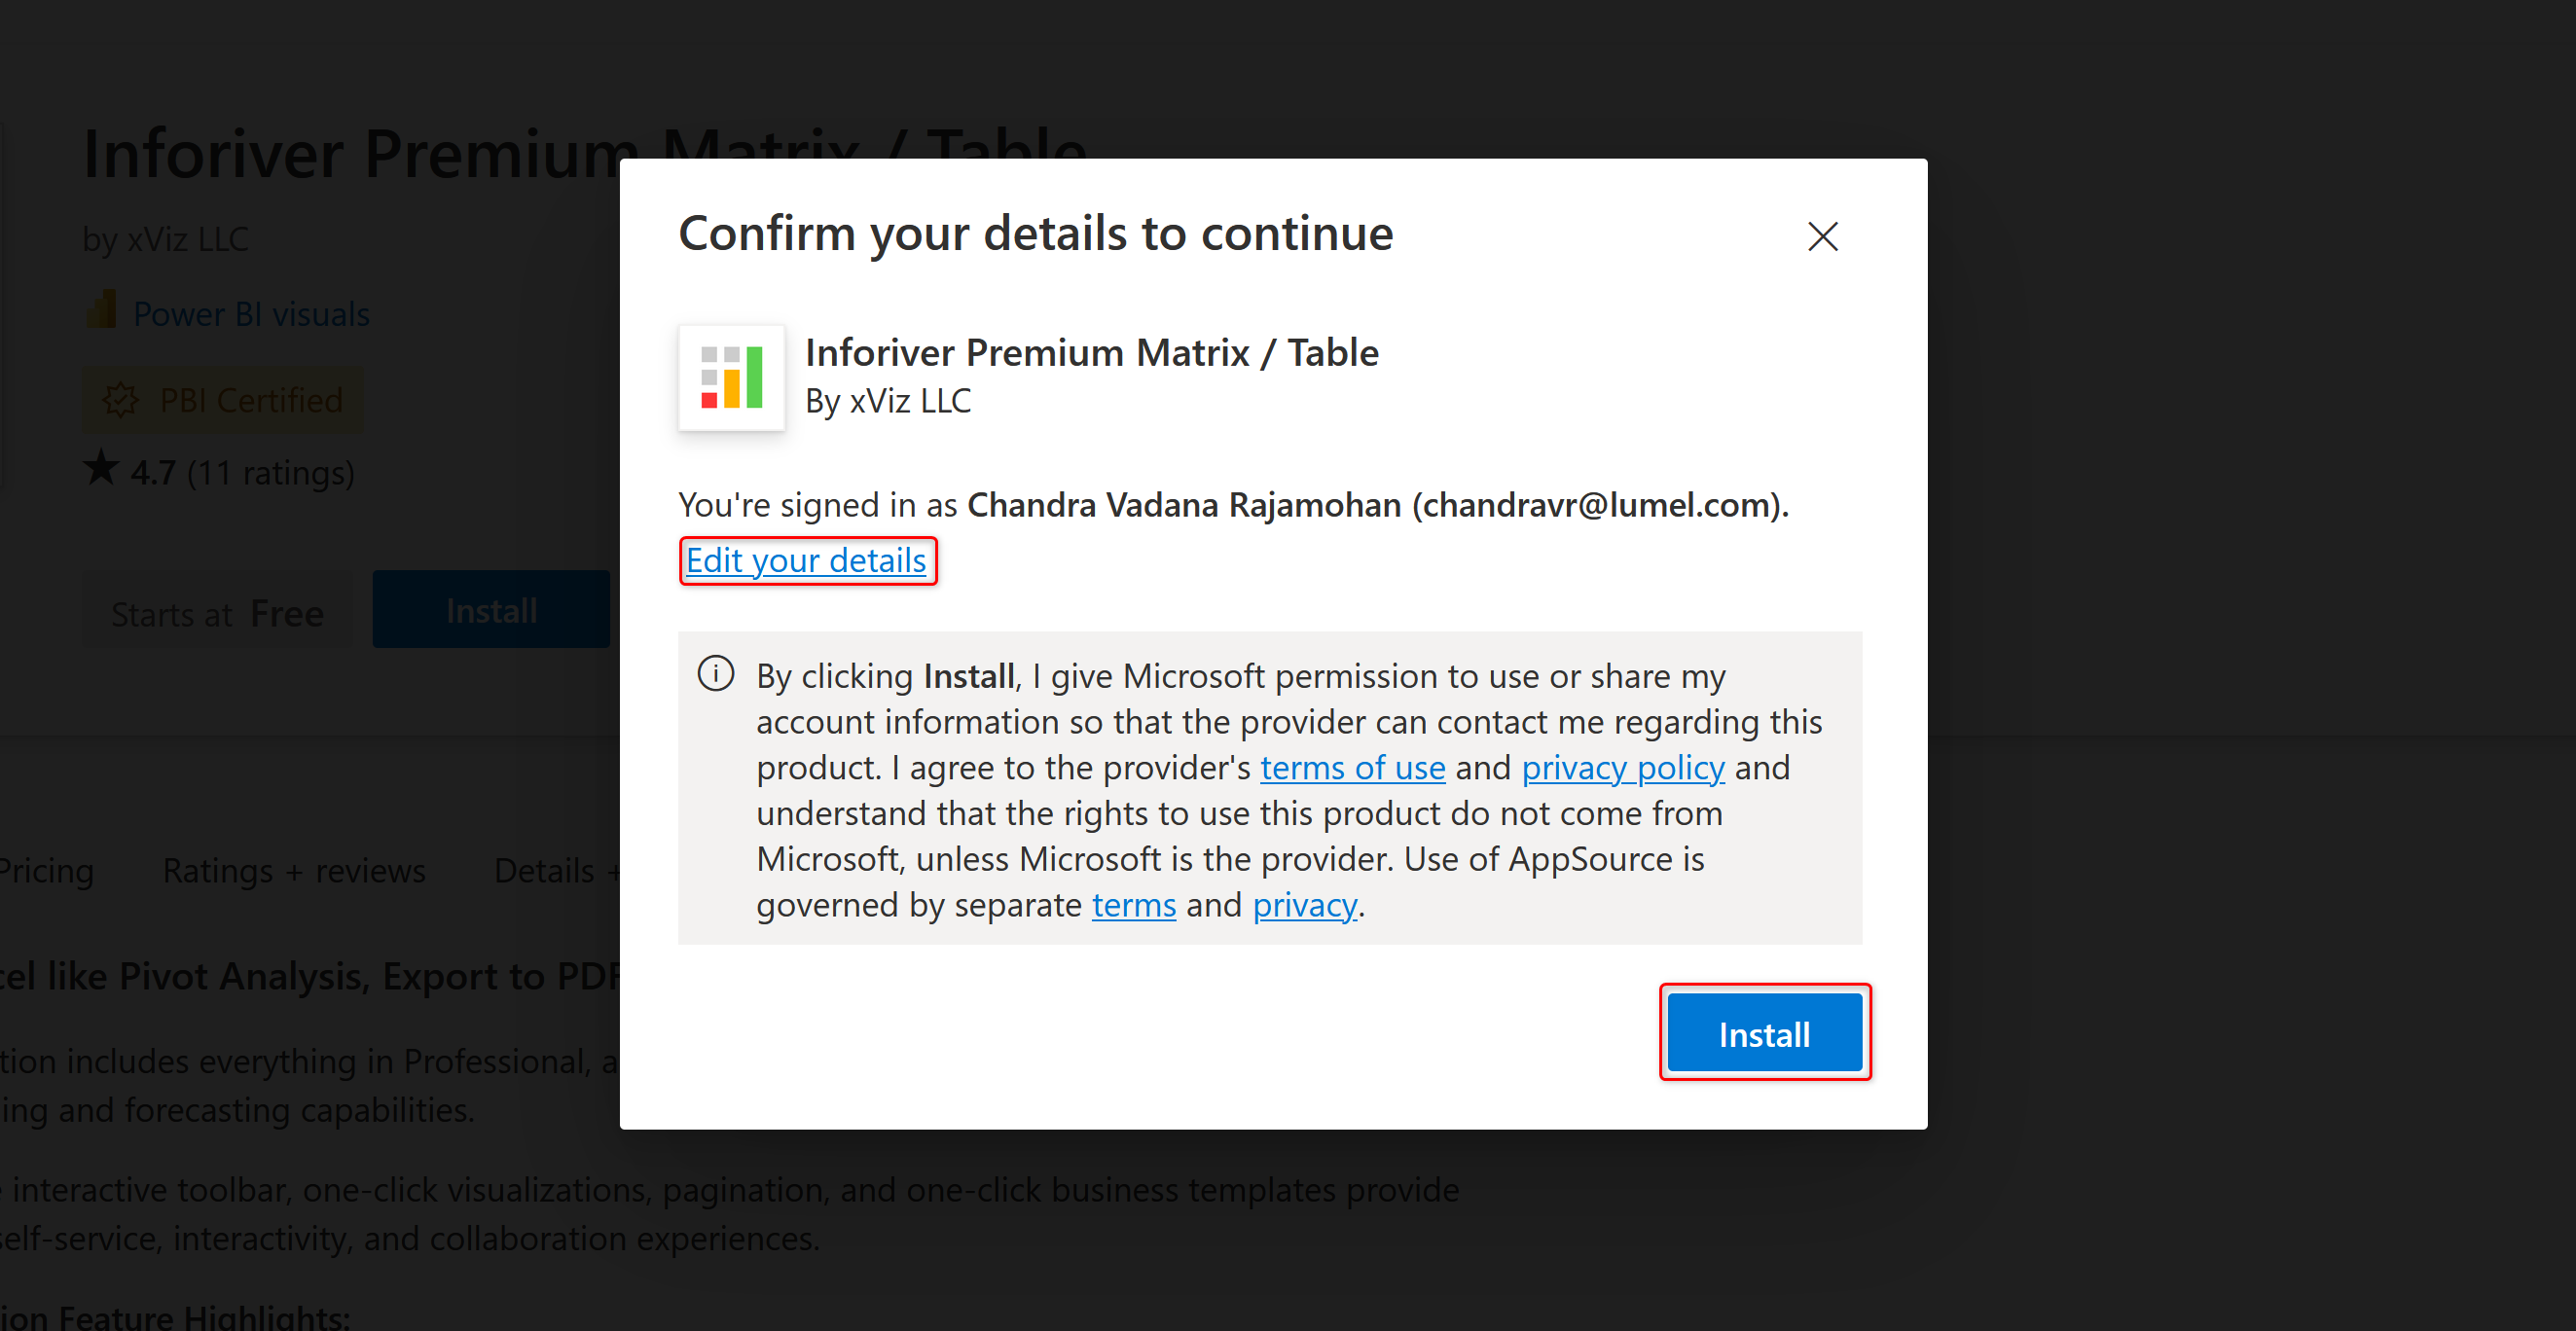 Inforiver Premium Matrix / Table
by xViz LLC
Power BI visuals
PBI Certified
4.7 (11 ratings)
Starts at Free
Install
Pricing Ratings + reviews Details +
like Pivot Analysis, Export to PDF
includes everything in Professional,
and forecasting capabilities.
interactive toolbar, one-click visualizations, pagination, and one-click business templates provide
self-service, interactivity, and collaboration experiences.
Feature Highlights:
Confirm your details to continue
Inforiver Premium Matrix / Table
By xViz LLC
You're signed in as Chandra Vadana Rajamohan (chandravr@lumel.com).
Edit your details
By clicking Install, I give Microsoft permission to use or share my
account information so that the provider can contact me regarding this
product. I agree to the provider's terms of use and privacy policy and
understand that the rights to use this product do not come from
Microsoft, unless Microsoft is the provider. Use of AppSource is
governed by separate terms and privacy.
Install